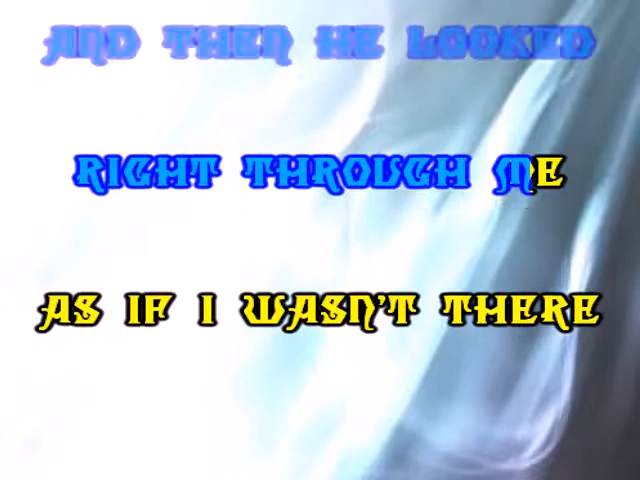 AND THEN HE LOOKED
RIGHT THROUGH ME
AS IF I WASN'T THERE